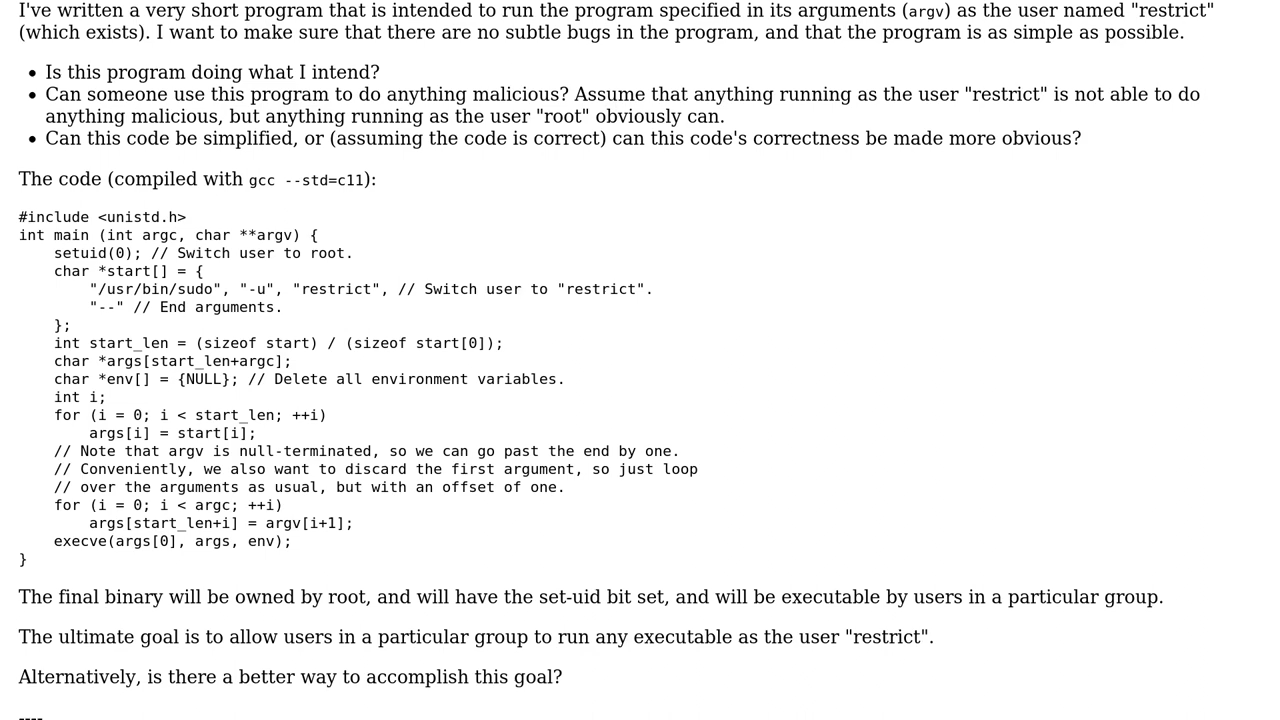 I've written a very short program that is intended to run the program specified in its arguments (argv) as the user named "restrict"
(which exists). I want to make sure that there are no subtle bugs in the program, and that the program is as simple as possible.
• Is this program doing what I intend?
• Can someone use this program to do anything malicious? Assume that anything running as the user "restrict" is not able to do
anything malicious, but anything running as the user "root" obviously can.
• Can this code be simplified, or (assuming the code is correct) can this code's correctness be made more obvious?
The code (compiled with gcc --std=c11):
#include <unistd.h>
int main (int argc, char **argv) {
    setuid(0); // Switch user to root.
    char *start[] = {
        "/usr/bin/sudo", "-u", "restrict", // Switch user to "restrict".
        "--" // End arguments.
    };
    int start_len = (sizeof start) / (sizeof start[0]);
    char *args[start_len+argc];
    char *env[] = {NULL}; // Delete all environment variables.
    int i;
    for (i = 0; i < start_len; ++i)
        args[i] = start[i];
    // Note that argv is null-terminated, so we can go past the end by one.
    // Conveniently, we also want to discard the first argument, so just loop
    // over the arguments as usual, but with an offset of one.
    for (i = 0; i < argc; ++i)
        args[start_len+i] = argv[i+1];
    execve(args[0], args, env);
}
The final binary will be owned by root, and will have the set-uid bit set, and will be executable by users in a particular group.
The ultimate goal is to allow users in a particular group to run any executable as the user "restrict".
Alternatively, is there a better way to accomplish this goal?
----